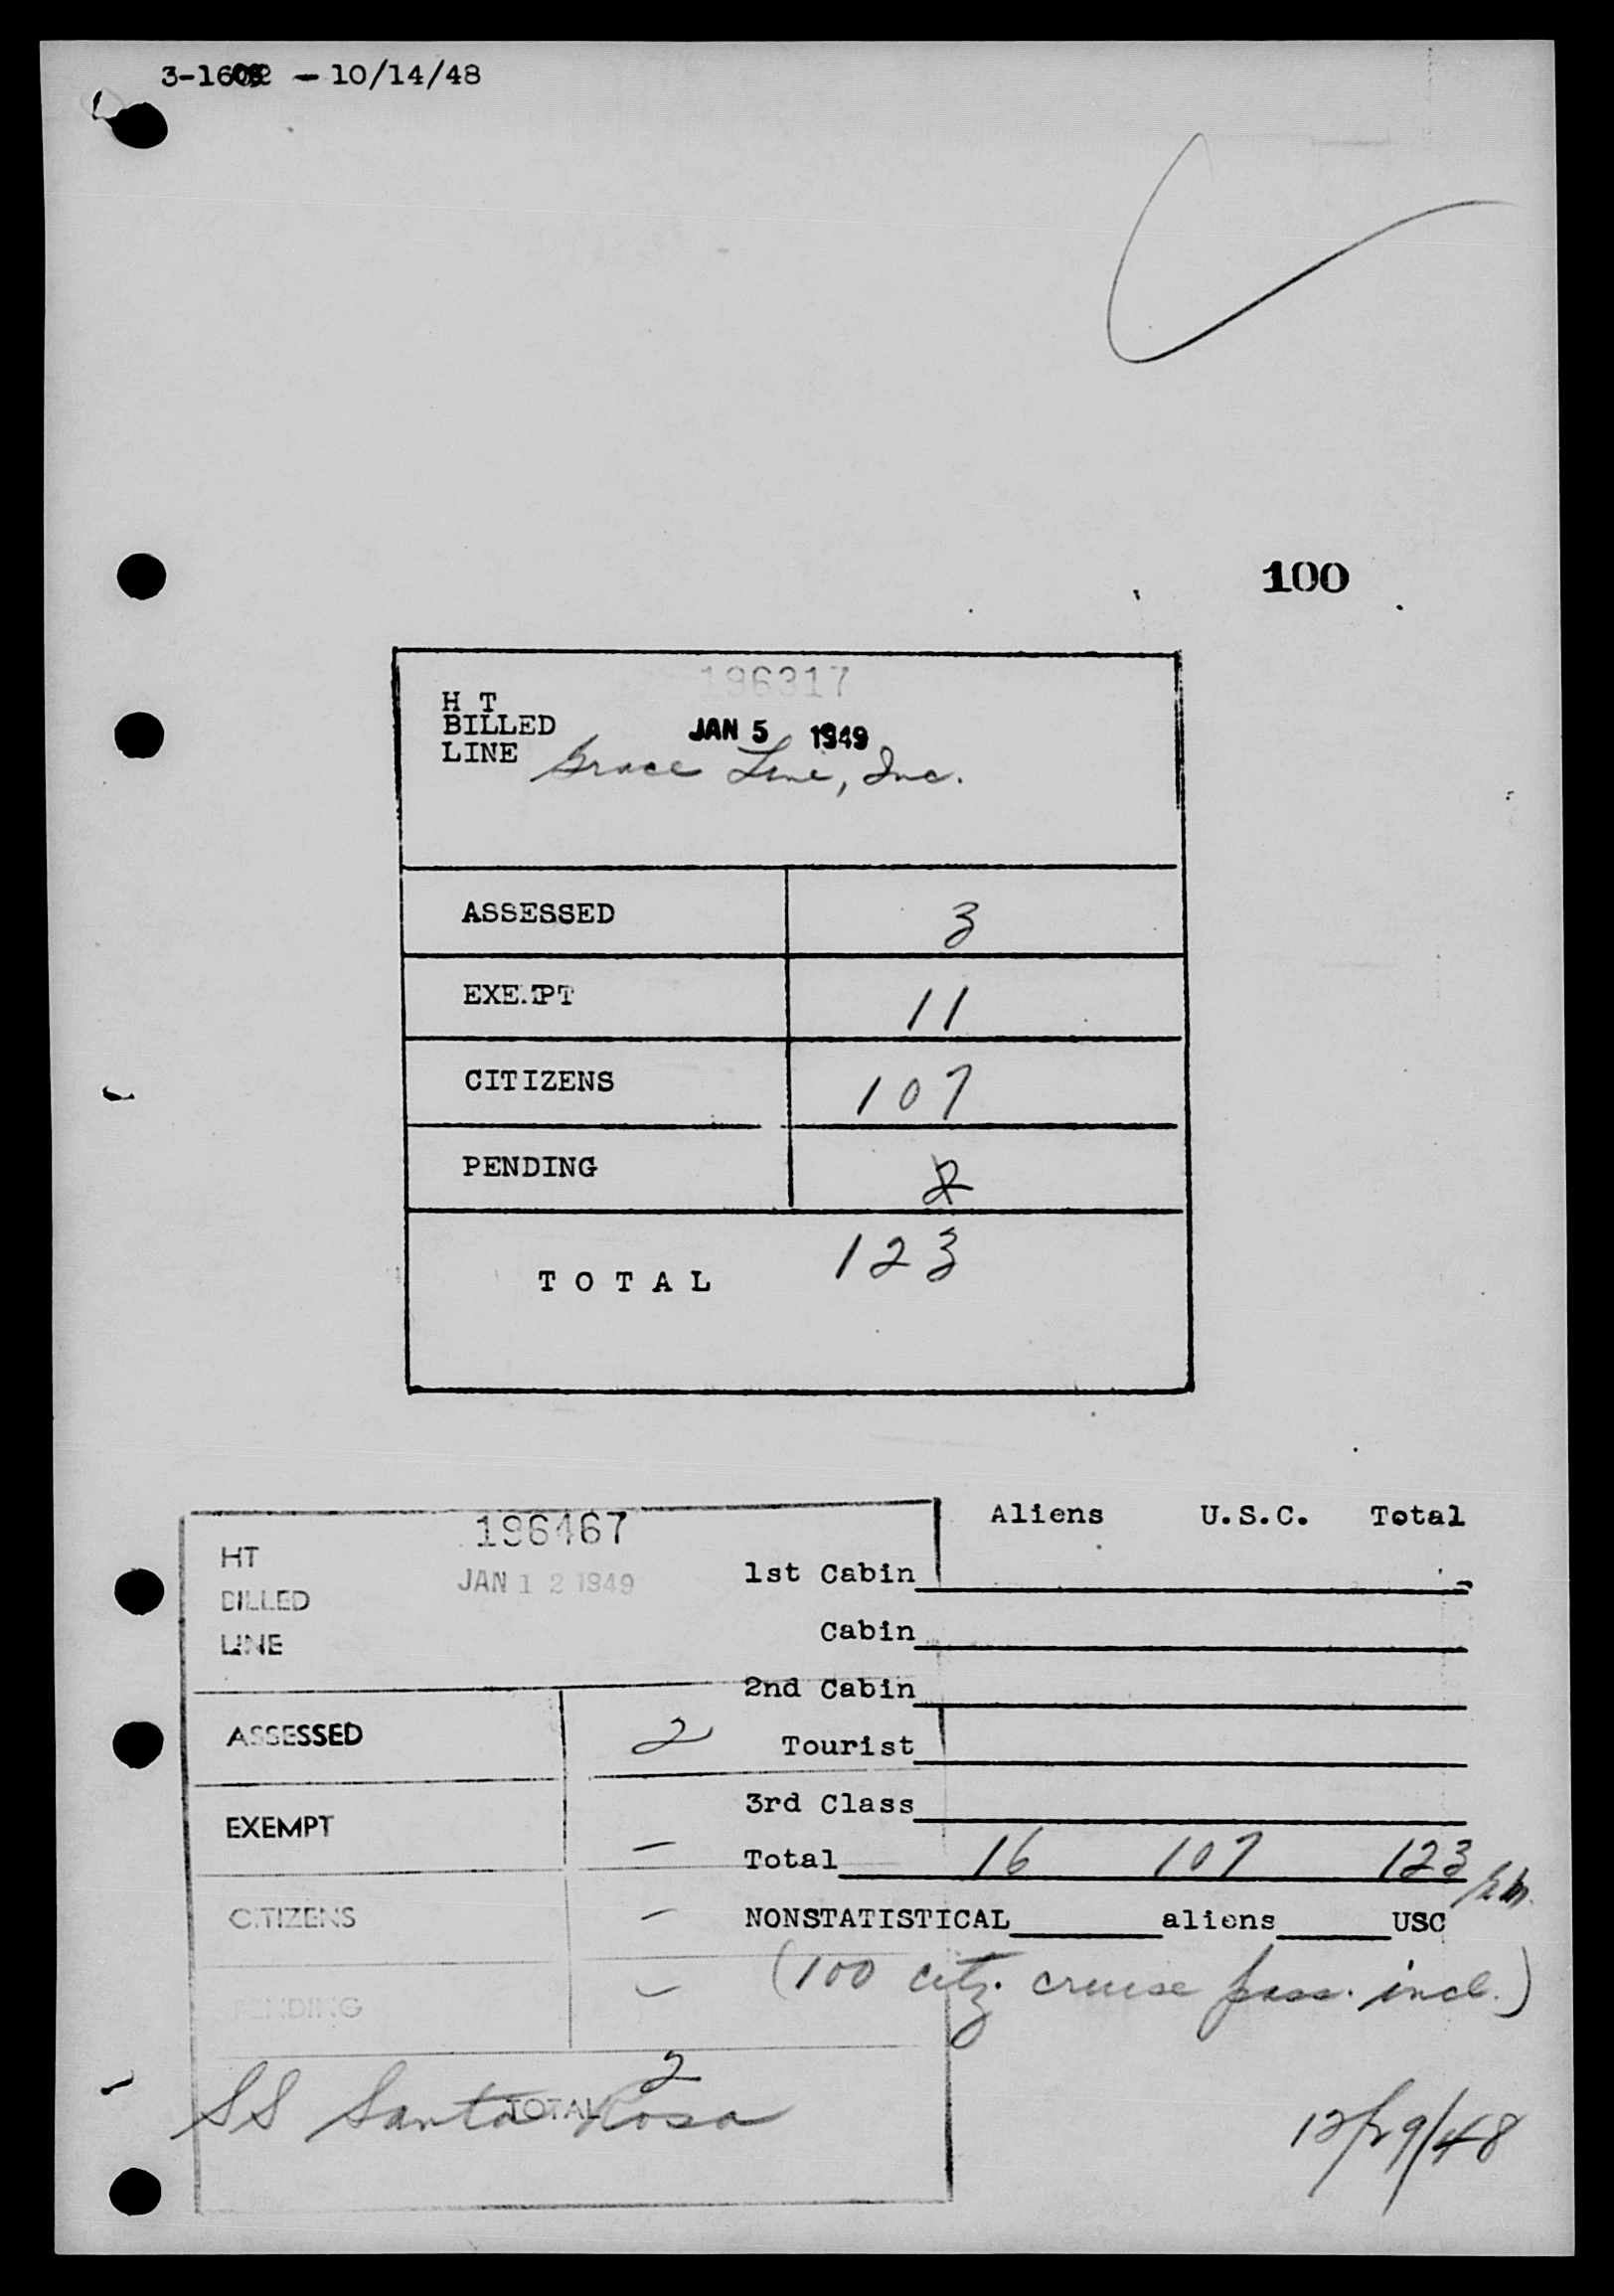 3-1602 - 10/14/48
100
196317
H T
BILLED JAN 5 1949
LINE Grace Line, Inc.
ASSESSED 3
EXEMPT 11
CITIZENS 107
PENDING 2
TOTAL 123
Aliens U.S.C. Total
196467
HT
BILLED JAN 12 1949
LINE
1st Cabin
Cabin
2nd Cabin
Tourist
3rd Class
Total 16 107 123
NONSTATISTICAL aliens USC
(100 citz. cruise pass. incl.)
ASSESSED 2
EXEMPT -
CITIZENS -
PENDING -
TOTAL 2
SS Santa Rosa
12/29/48